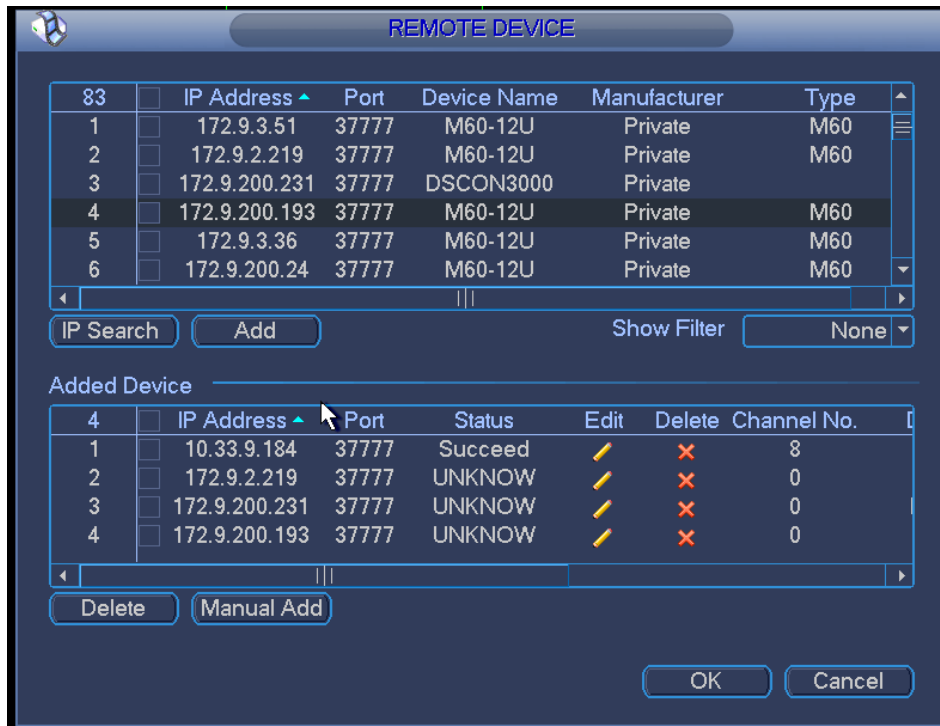 REMOTE DEVICE
83 IP Address Port Device Name Manufacturer Type
1 172.9.3.51 37777 M60-12U Private M60
2 172.9.2.219 37777 M60-12U Private M60
3 172.9.200.231 37777 DSCON3000 Private
4 172.9.200.193 37777 M60-12U Private M60
5 172.9.3.36 37777 M60-12U Private M60
6 172.9.200.24 37777 M60-12U Private M60
IP Search Add Show Filter None
Added Device
4 IP Address Port Status Edit Delete Channel No.
1 10.33.9.184 37777 Succeed 8
2 172.9.2.219 37777 UNKNOW 0
3 172.9.200.231 37777 UNKNOW 0
4 172.9.200.193 37777 UNKNOW 0
Delete Manual Add
OK Cancel